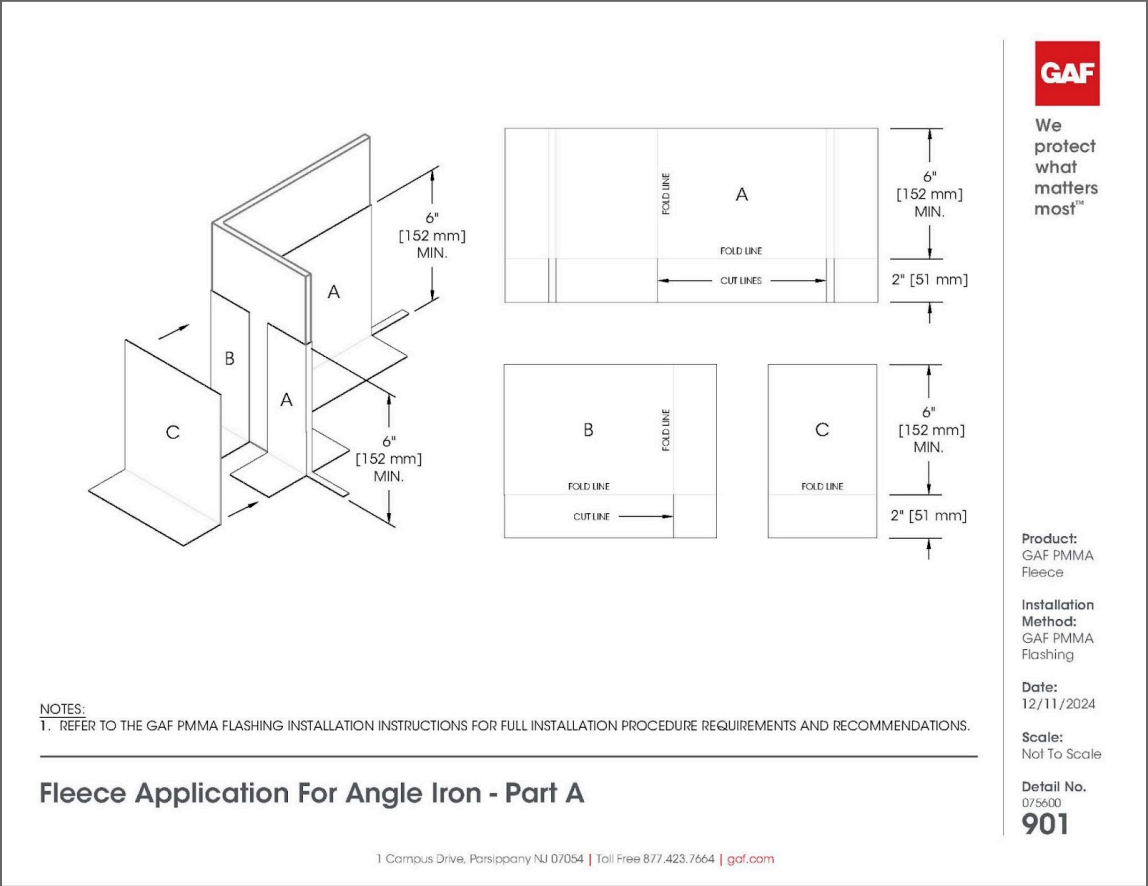 GAF
We
protect
what
matters
most™
6"
[152 mm]
MIN.
A
B
A
C
6"
[152 mm]
MIN.
FOLD LINE
A
FOLD LINE
CUT LINES
6"
[152 mm]
MIN.
2" [51 mm]
B
FOLD LINE
FOLD LINE
CUT LINE
C
FOLD LINE
6"
[152 mm]
MIN.
2" [51 mm]
Product:
GAF PMMA
Fleece
Installation
Method:
GAF PMMA
Flashing
Date:
12/11/2024
Scale:
Not To Scale
Detail No.
075600
901
NOTES:
1. REFER TO THE GAF PMMA FLASHING INSTALLATION INSTRUCTIONS FOR FULL INSTALLATION PROCEDURE REQUIREMENTS AND RECOMMENDATIONS.
Fleece Application For Angle Iron - Part A
1 Campus Drive, Parsippany NJ 07054 | Toll Free 877.423.7664 | gaf.com